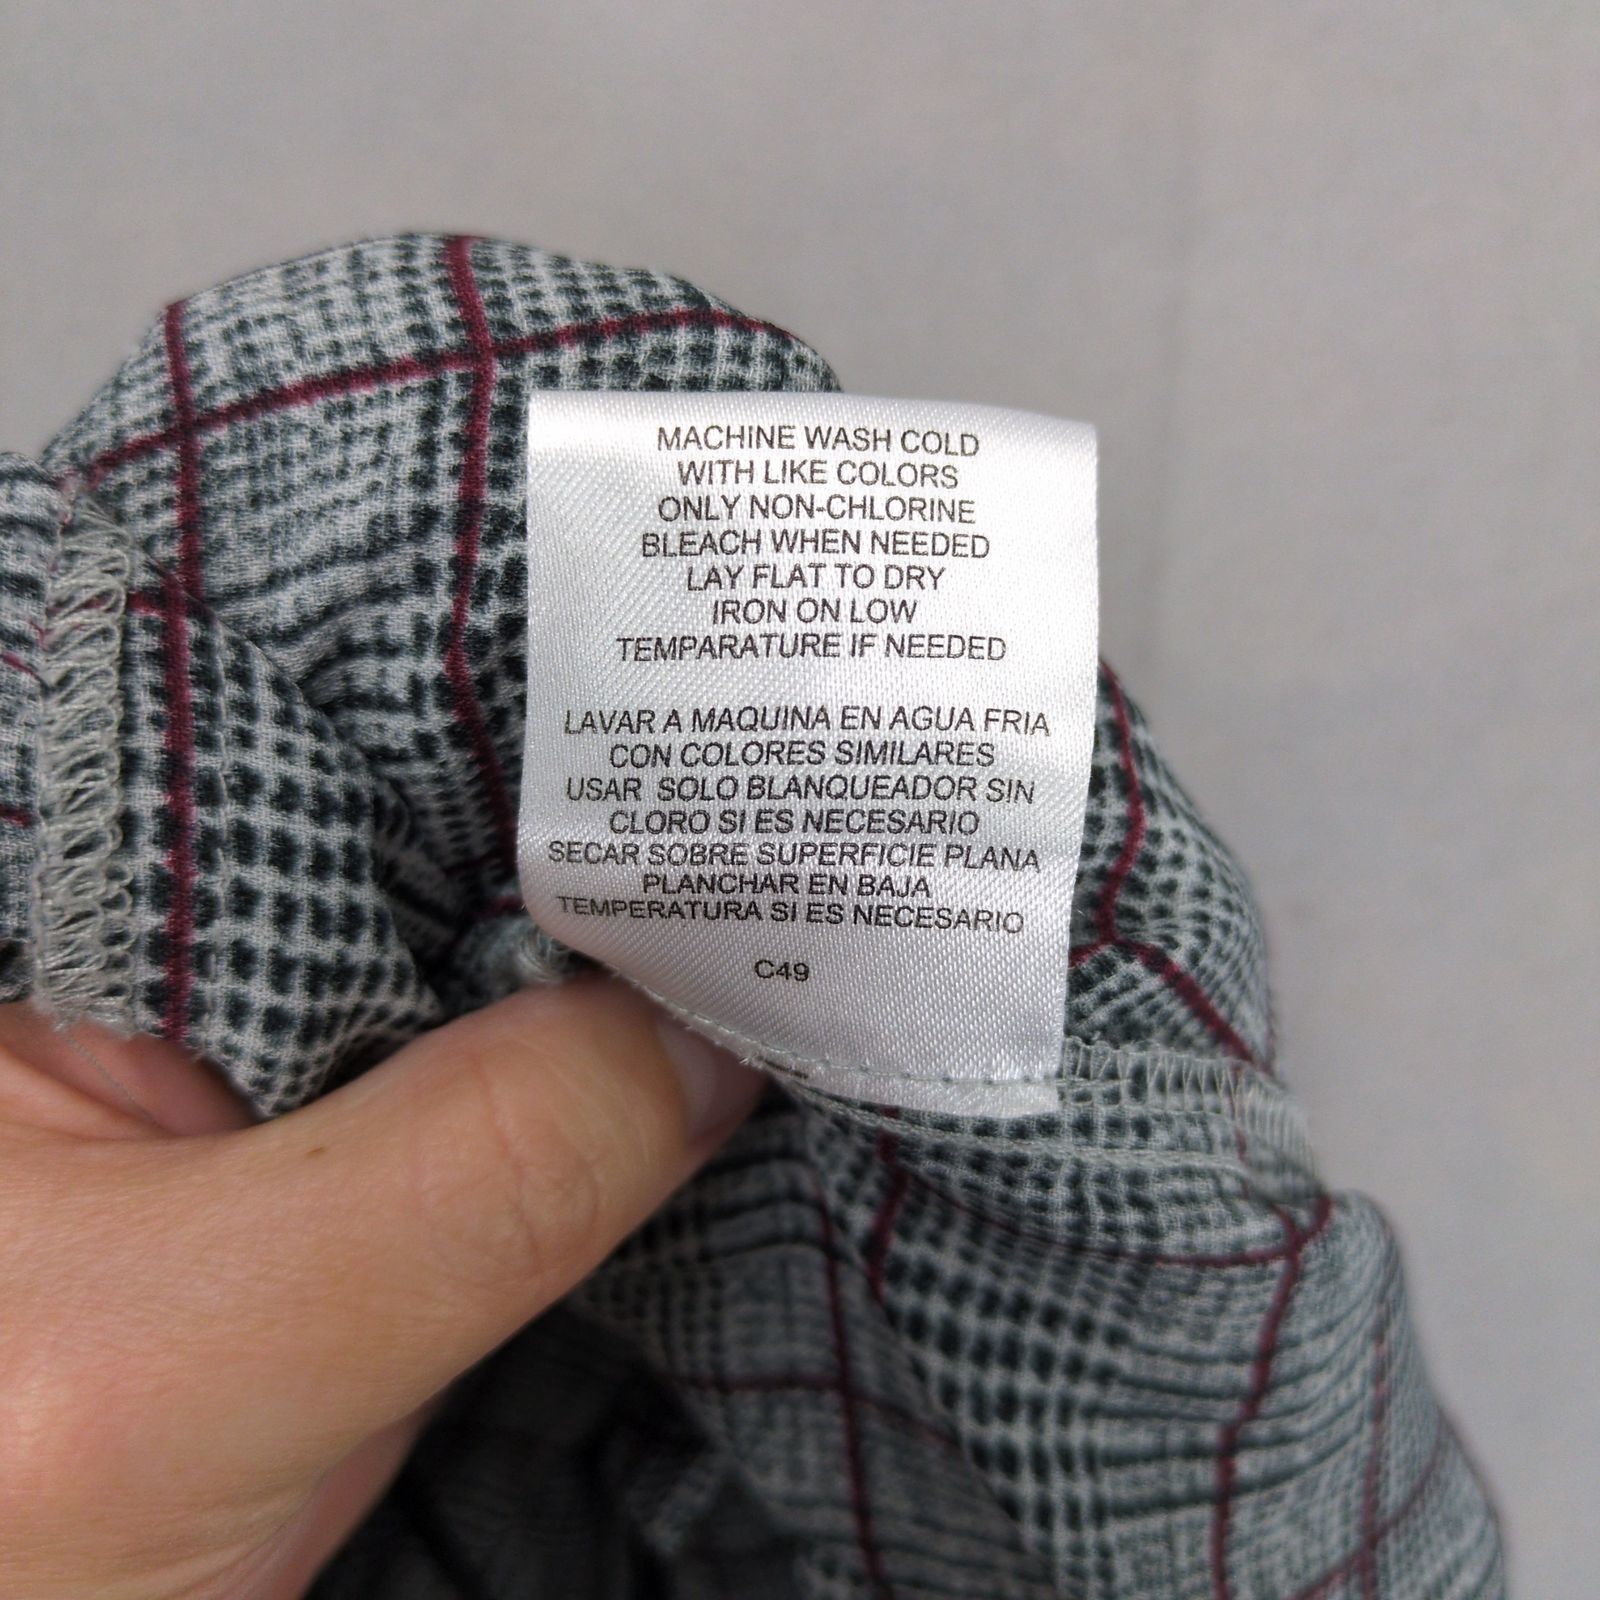 MACHINE WASH COLD
WITH LIKE COLORS
ONLY NON-CHLORINE
BLEACH WHEN NEEDED
LAY FLAT TO DRY
IRON ON LOW
TEMPARATURE IF NEEDED
LAVAR A MAQUINA EN AGUA FRIA
CON COLORES SIMILARES
USAR SOLO BLANQUEADOR SIN
CLORO SI ES NECESARIO
SECAR SOBRE SUPERFICIE PLANA
PLANCHAR EN BAJA
TEMPERATURA SI ES NECESARIO
C49